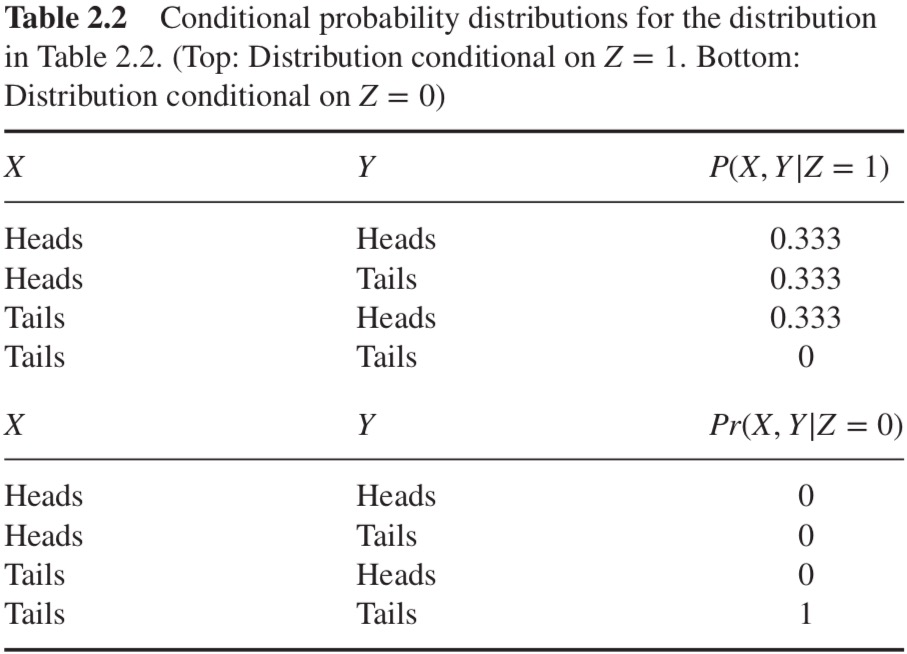 Table 2.2 Conditional probability distributions for the distribution
in Table 2.2. (Top: Distribution conditional on Z = 1. Bottom:
Distribution conditional on Z = 0)
X Y P(X, Y|Z = 1)
Heads Heads 0.333
Heads Tails 0.333
Tails Heads 0.333
Tails Tails 0
X Y Pr(X, Y|Z = 0)
Heads Heads 0
Heads Tails 0
Tails Heads 0
Tails Tails 1